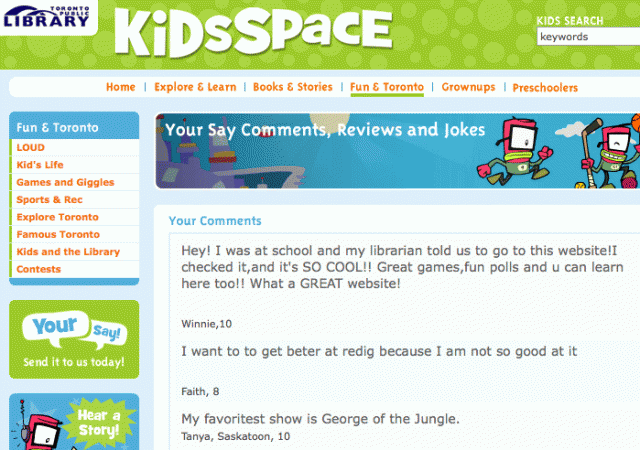 TORONTO
PUBLIC
LIBRARY
KiDsSPacE
KIDS SEARCH
keywords
Home | Explore & Learn | Books & Stories | Fun & Toronto | Grownups | Preschoolers
Fun & Toronto
LOUD
Kid's Life
Games and Giggles
Sports & Rec
Explore Toronto
Famous Toronto
Kids and the Library
Contests
Your Say!
Send it to us today!
Hear a
Story!
Your Say Comments, Reviews and Jokes
Your Comments
Hey! I was at school and my librarian told us to go to this website!I
checked it,and it's SO COOL!! Great games,fun polls and u can learn
here too!! What a GREAT website!
Winnie,10
I want to to get beter at redig because I am not so good at it
Faith, 8
My favoritest show is George of the Jungle.
Tanya, Saskatoon, 10